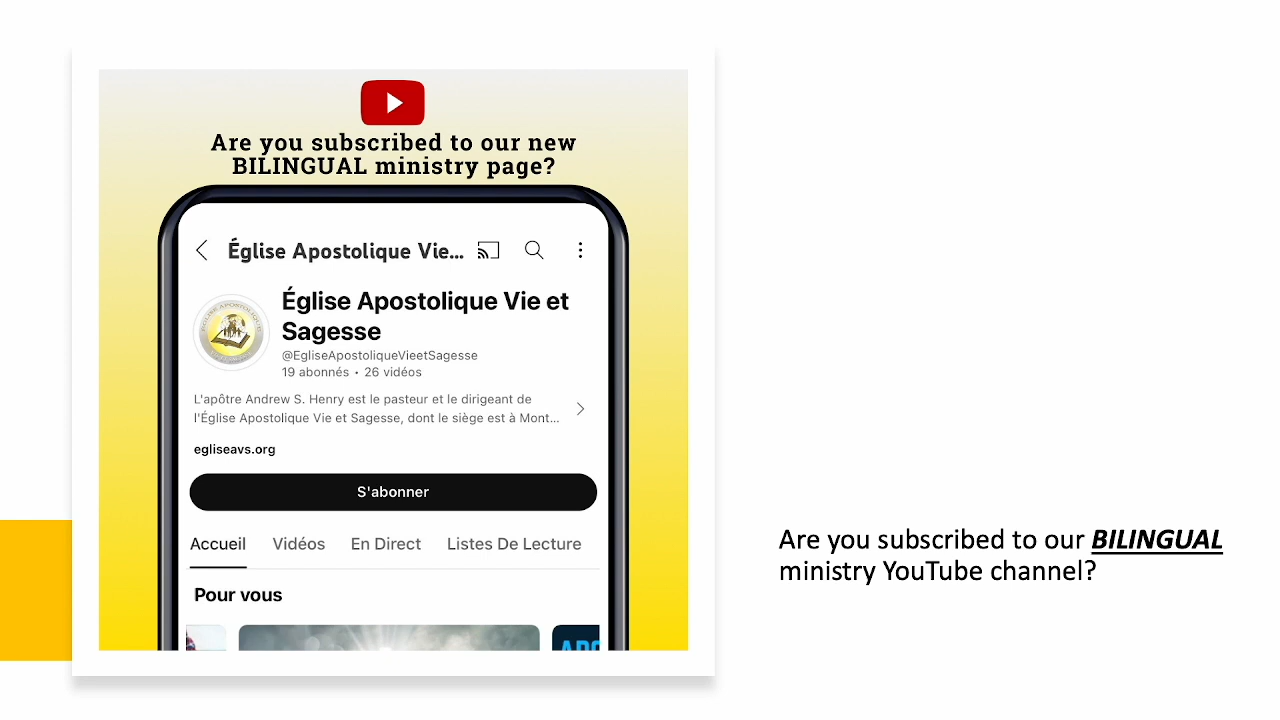 Are you subscribed to our new
BILINGUAL ministry page?
Église Apostolique Vie...
Église Apostolique Vie et
Sagesse
@EgliseApostoliqueVieetSagesse
19 abonnés • 26 vidéos
L'apôtre Andrew S. Henry est le pasteur et le dirigeant de
l'Église Apostolique Vie et Sagesse, dont le siège est à Mont...
egliseavs.org
S'abonner
Accueil Vidéos En Direct Listes De Lecture
Pour vous
Are you subscribed to our BILINGUAL
ministry YouTube channel?